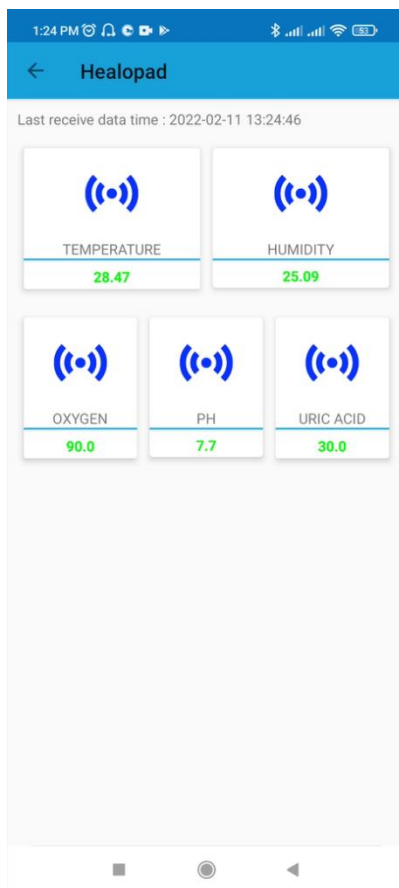 1:24 PM 53
Healopad
Last receive data time : 2022-02-11 13:24:46
TEMPERATURE HUMIDITY
28.47 25.09
OXYGEN PH URIC ACID
90.0 7.7 30.0